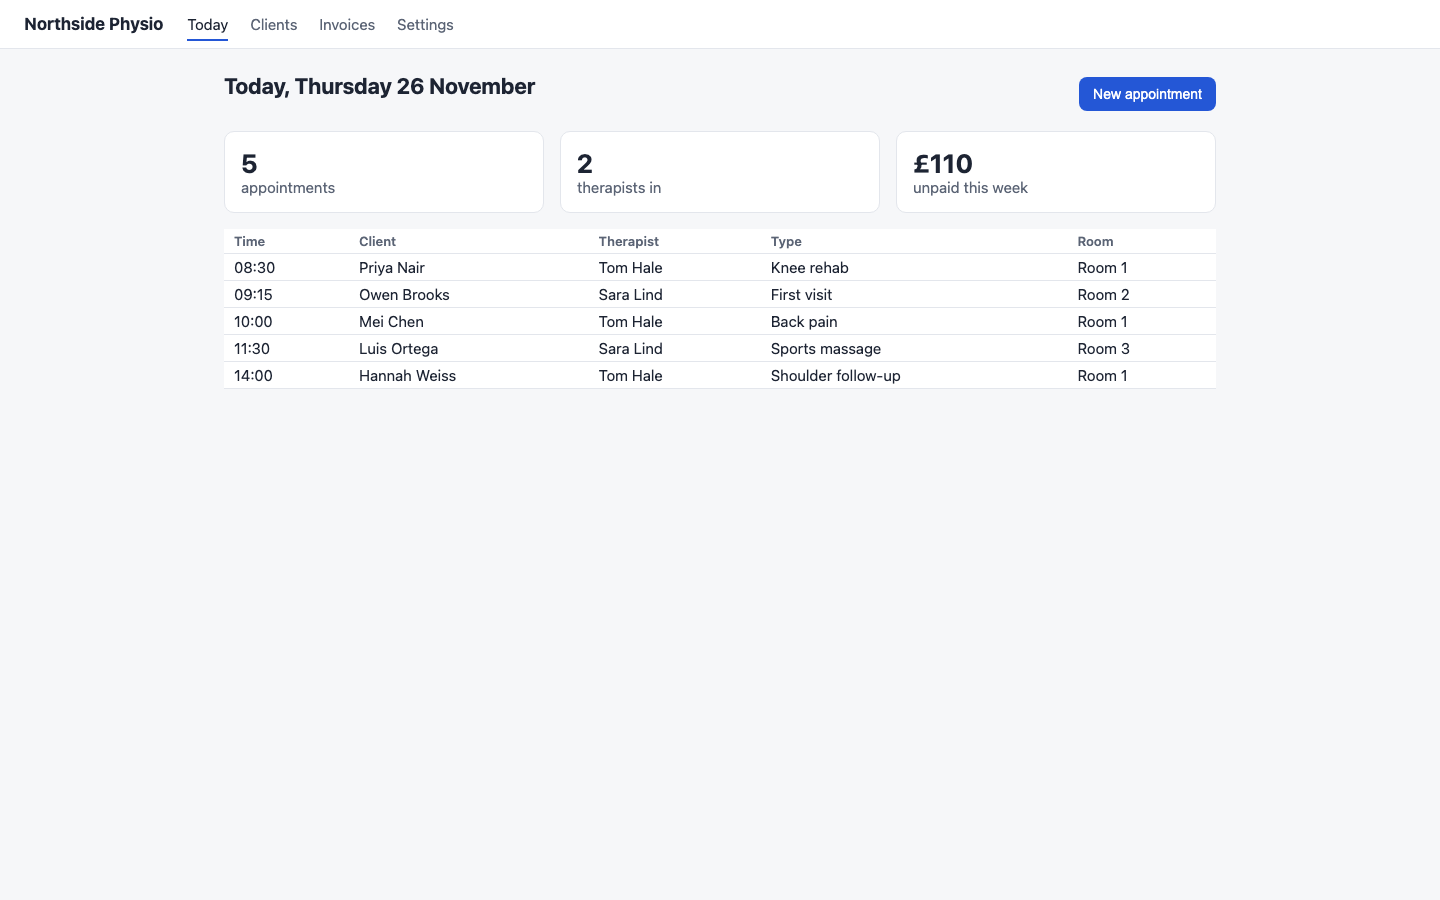 Northside Physio Today Clients Invoices Settings
Today, Thursday 26 November
New appointment
5
appointments
2
therapists in
£110
unpaid this week
Time Client Therapist Type Room
08:30 Priya Nair Tom Hale Knee rehab Room 1
09:15 Owen Brooks Sara Lind First visit Room 2
10:00 Mei Chen Tom Hale Back pain Room 1
11:30 Luis Ortega Sara Lind Sports massage Room 3
14:00 Hannah Weiss Tom Hale Shoulder follow-up Room 1